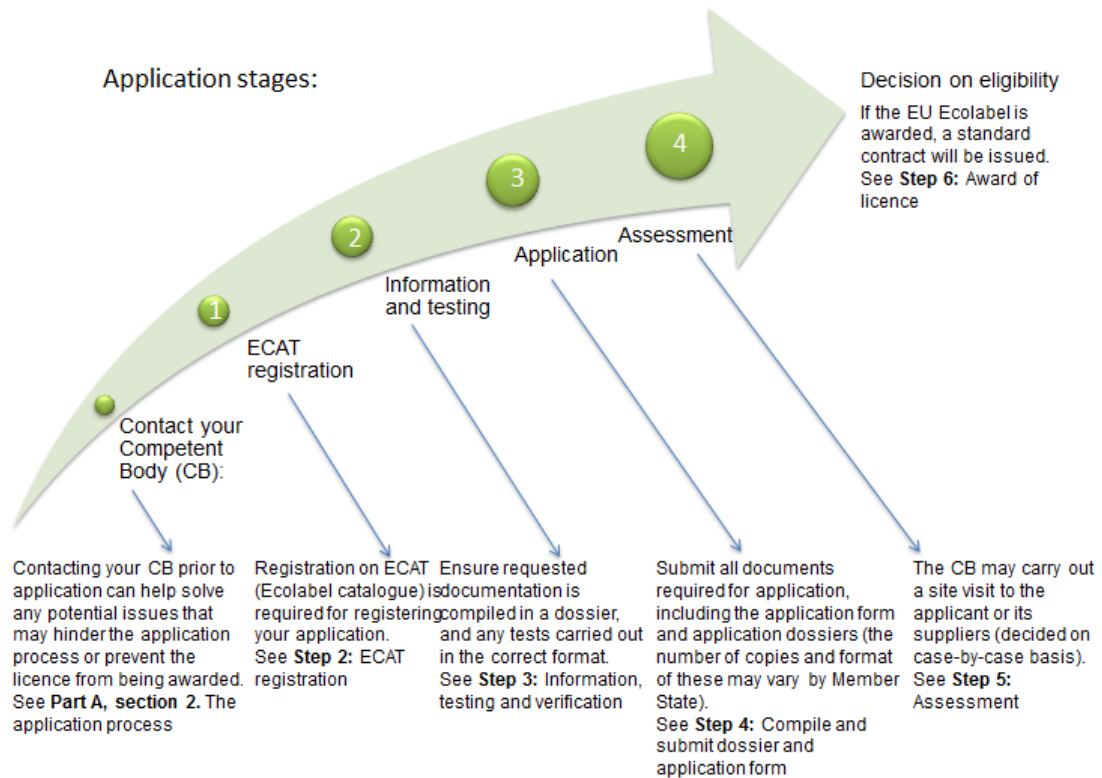 Application stages:
Decision on eligibility
If the EU Ecolabel is
awarded, a standard
contract will be issued.
See Step 6: Award of
licence
4
3
2
1
Assessment
Application
Information
and testing
ECAT
registration
Contact your
Competent
Body (CB):
Contacting your CB prior to
application can help solve
any potential issues that
may hinder the application
process or prevent the
licence from being awarded.
See Part A, section 2. The
application process
Registration on ECAT
(Ecolabel catalogue) is
required for registering
your application.
See Step 2: ECAT
registration
Ensure requested
documentation is
compiled in a dossier,
and any tests carried out
in the correct format.
See Step 3: Information,
testing and verification
Submit all documents
required for application,
including the application form
and application dossiers (the
number of copies and format
of these may vary by Member
State).
See Step 4: Compile and
submit dossier and
application form
The CB may carry out
a site visit to the
applicant or its
suppliers (decided on
case-by-case basis).
See Step 5:
Assessment